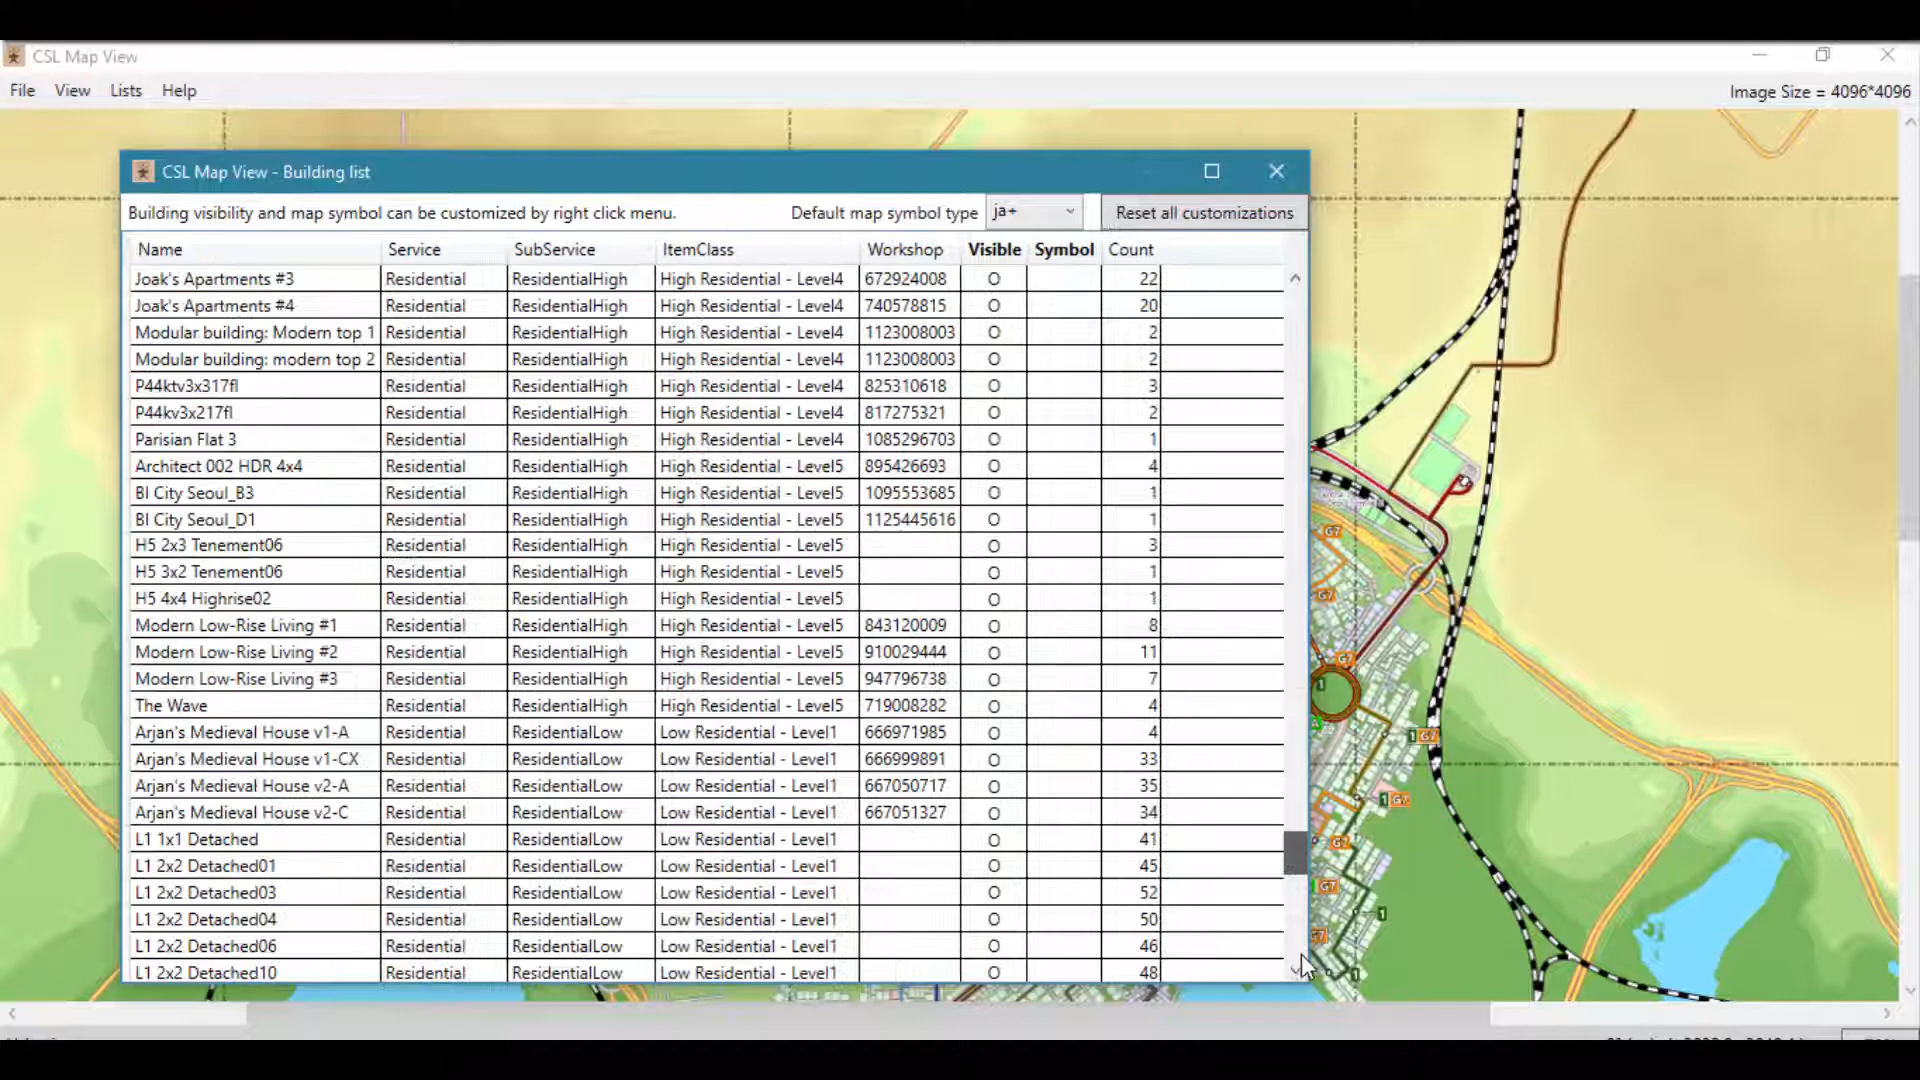 CSL Map View
File View Lists Help
Image Size = 4096*4096
CSL Map View - Building list
Building visibility and map symbol can be customized by right click menu. Default map symbol type ja+ Reset all customizations
Name Service SubService ItemClass Workshop Visible Symbol Count
Joak's Apartments #3 Residential ResidentialHigh High Residential - Level4 672924008 O 22
Joak's Apartments #4 Residential ResidentialHigh High Residential - Level4 740578815 O 20
Modular building: Modern top 1 Residential ResidentialHigh High Residential - Level4 1123008003 O 2
Modular building: modern top 2 Residential ResidentialHigh High Residential - Level4 1123008003 O 2
P44ktv3x317fl Residential ResidentialHigh High Residential - Level4 825310618 O 3
P44kv3x217fl Residential ResidentialHigh High Residential - Level4 817275321 O 2
Parisian Flat 3 Residential ResidentialHigh High Residential - Level4 1085296703 O 1
Architect 002 HDR 4x4 Residential ResidentialHigh High Residential - Level5 895426693 O 4
BI City Seoul_B3 Residential ResidentialHigh High Residential - Level5 1095553685 O 1
BI City Seoul_D1 Residential ResidentialHigh High Residential - Level5 1125445616 O 1
H5 2x3 Tenement06 Residential ResidentialHigh High Residential - Level5 O 3
H5 3x2 Tenement06 Residential ResidentialHigh High Residential - Level5 O 1
H5 4x4 Highrise02 Residential ResidentialHigh High Residential - Level5 O 1
Modern Low-Rise Living #1 Residential ResidentialHigh High Residential - Level5 843120009 O 8
Modern Low-Rise Living #2 Residential ResidentialHigh High Residential - Level5 910029444 O 11
Modern Low-Rise Living #3 Residential ResidentialHigh High Residential - Level5 947796738 O 7
The Wave Residential ResidentialHigh High Residential - Level5 719008282 O 4
Arjan's Medieval House v1-A Residential ResidentialLow Low Residential - Level1 666971985 O 4
Arjan's Medieval House v1-CX Residential ResidentialLow Low Residential - Level1 666999891 O 33
Arjan's Medieval House v2-A Residential ResidentialLow Low Residential - Level1 667050717 O 35
Arjan's Medieval House v2-C Residential ResidentialLow Low Residential - Level1 667051327 O 34
L1 1x1 Detached Residential ResidentialLow Low Residential - Level1 O 41
L1 2x2 Detached01 Residential ResidentialLow Low Residential - Level1 O 45
L1 2x2 Detached03 Residential ResidentialLow Low Residential - Level1 O 52
L1 2x2 Detached04 Residential ResidentialLow Low Residential - Level1 O 50
L1 2x2 Detached06 Residential ResidentialLow Low Residential - Level1 O 46
L1 2x2 Detached10 Residential ResidentialLow Low Residential - Level1 O 48
G7
G7
G7
1
1 G7
1 G7
G7
G7
1
G7
1